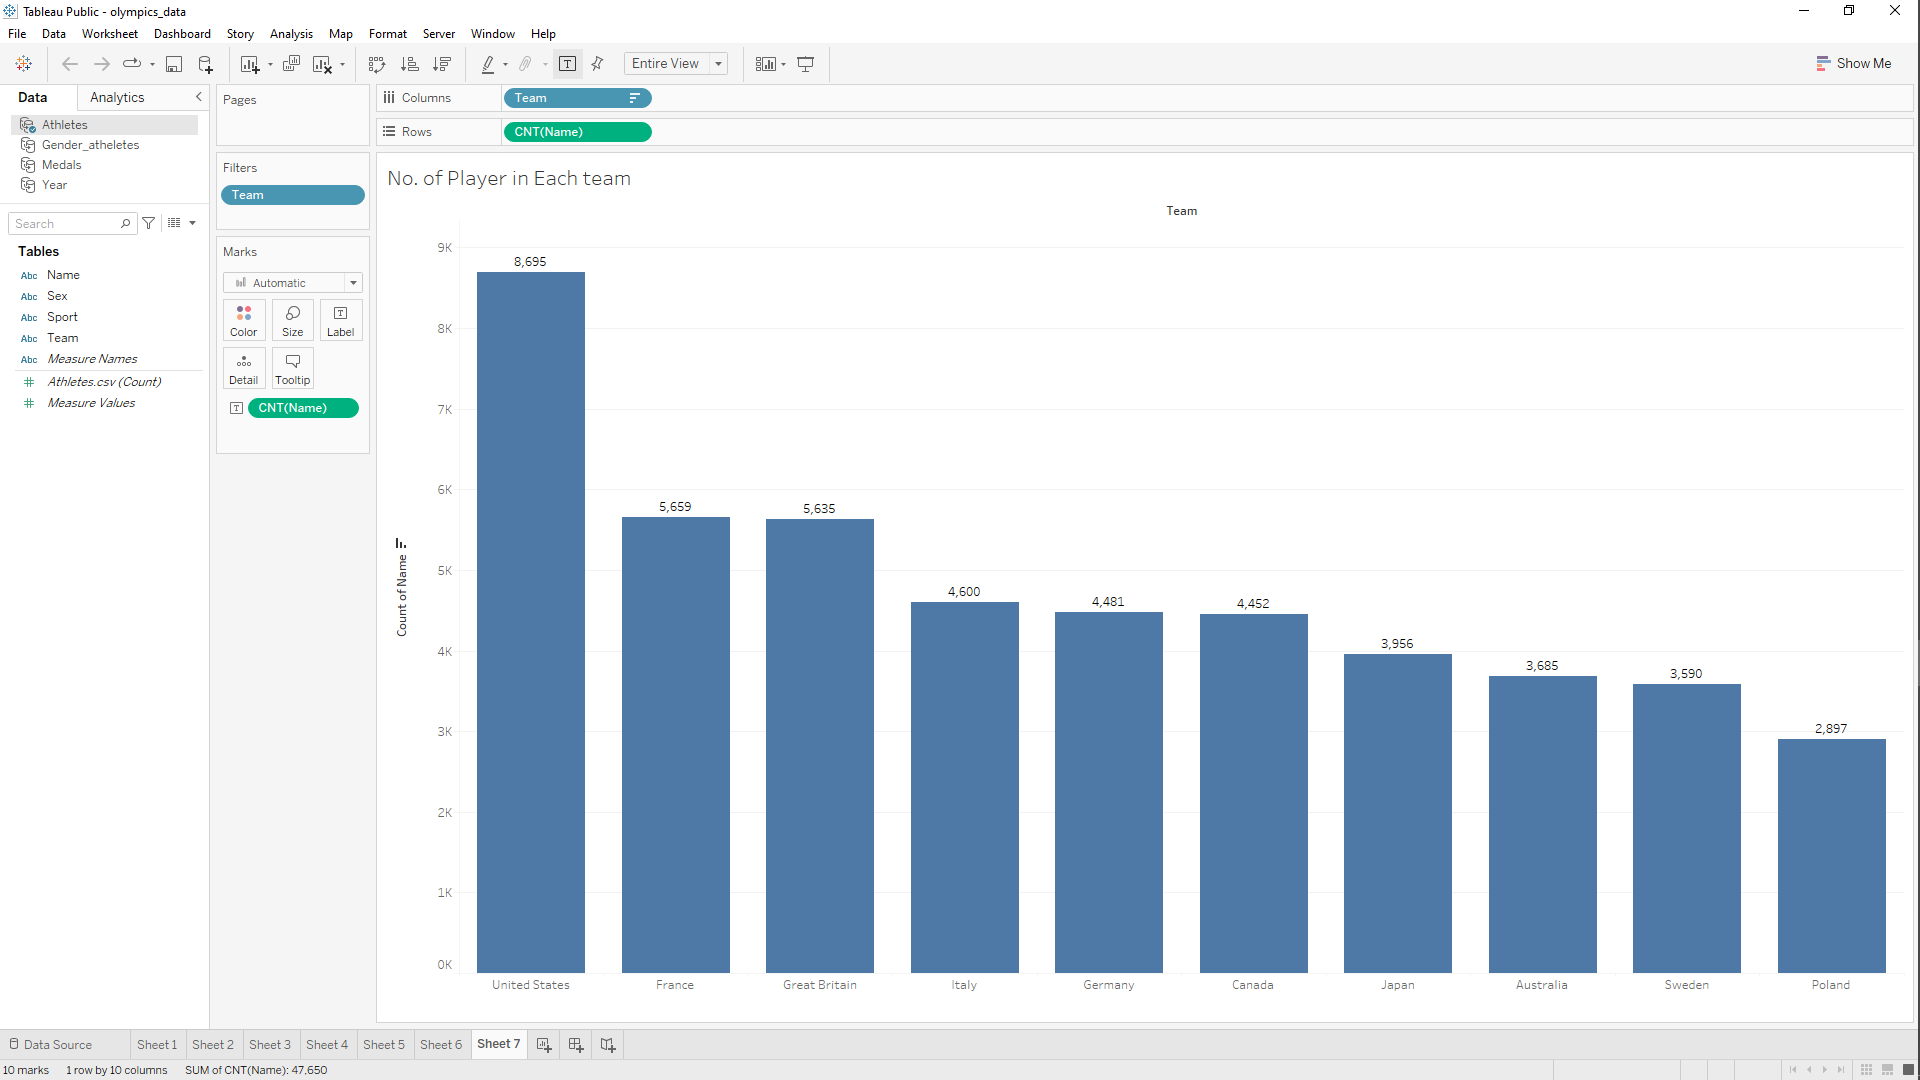 Tableau Public - olympics_data
File Data Worksheet Dashboard Story Analysis Map Format Server Window Help
Entire View
Show Me
Data Analytics
Athletes
Gender_atheletes
Medals
Year
Search
Tables
Abc Name
Abc Sex
Abc Sport
Abc Team
Abc Measure Names
Athletes.csv (Count)
Measure Values
Pages
Filters
Team
Marks
Automatic
Color Size Label
Detail Tooltip
T CNT(Name)
Columns Team
Rows CNT(Name)
No. of Player in Each team
Team
Count of Name
9K
8K
7K
6K
5K
4K
3K
2K
1K
0K
8,695
5,659
5,635
4,600
4,481
4,452
3,956
3,685
3,590
2,897
United States France Great Britain Italy Germany Canada Japan Australia Sweden Poland
Data Source Sheet 1 Sheet 2 Sheet 3 Sheet 4 Sheet 5 Sheet 6 Sheet 7
10 marks 1 row by 10 columns SUM of CNT(Name): 47,650